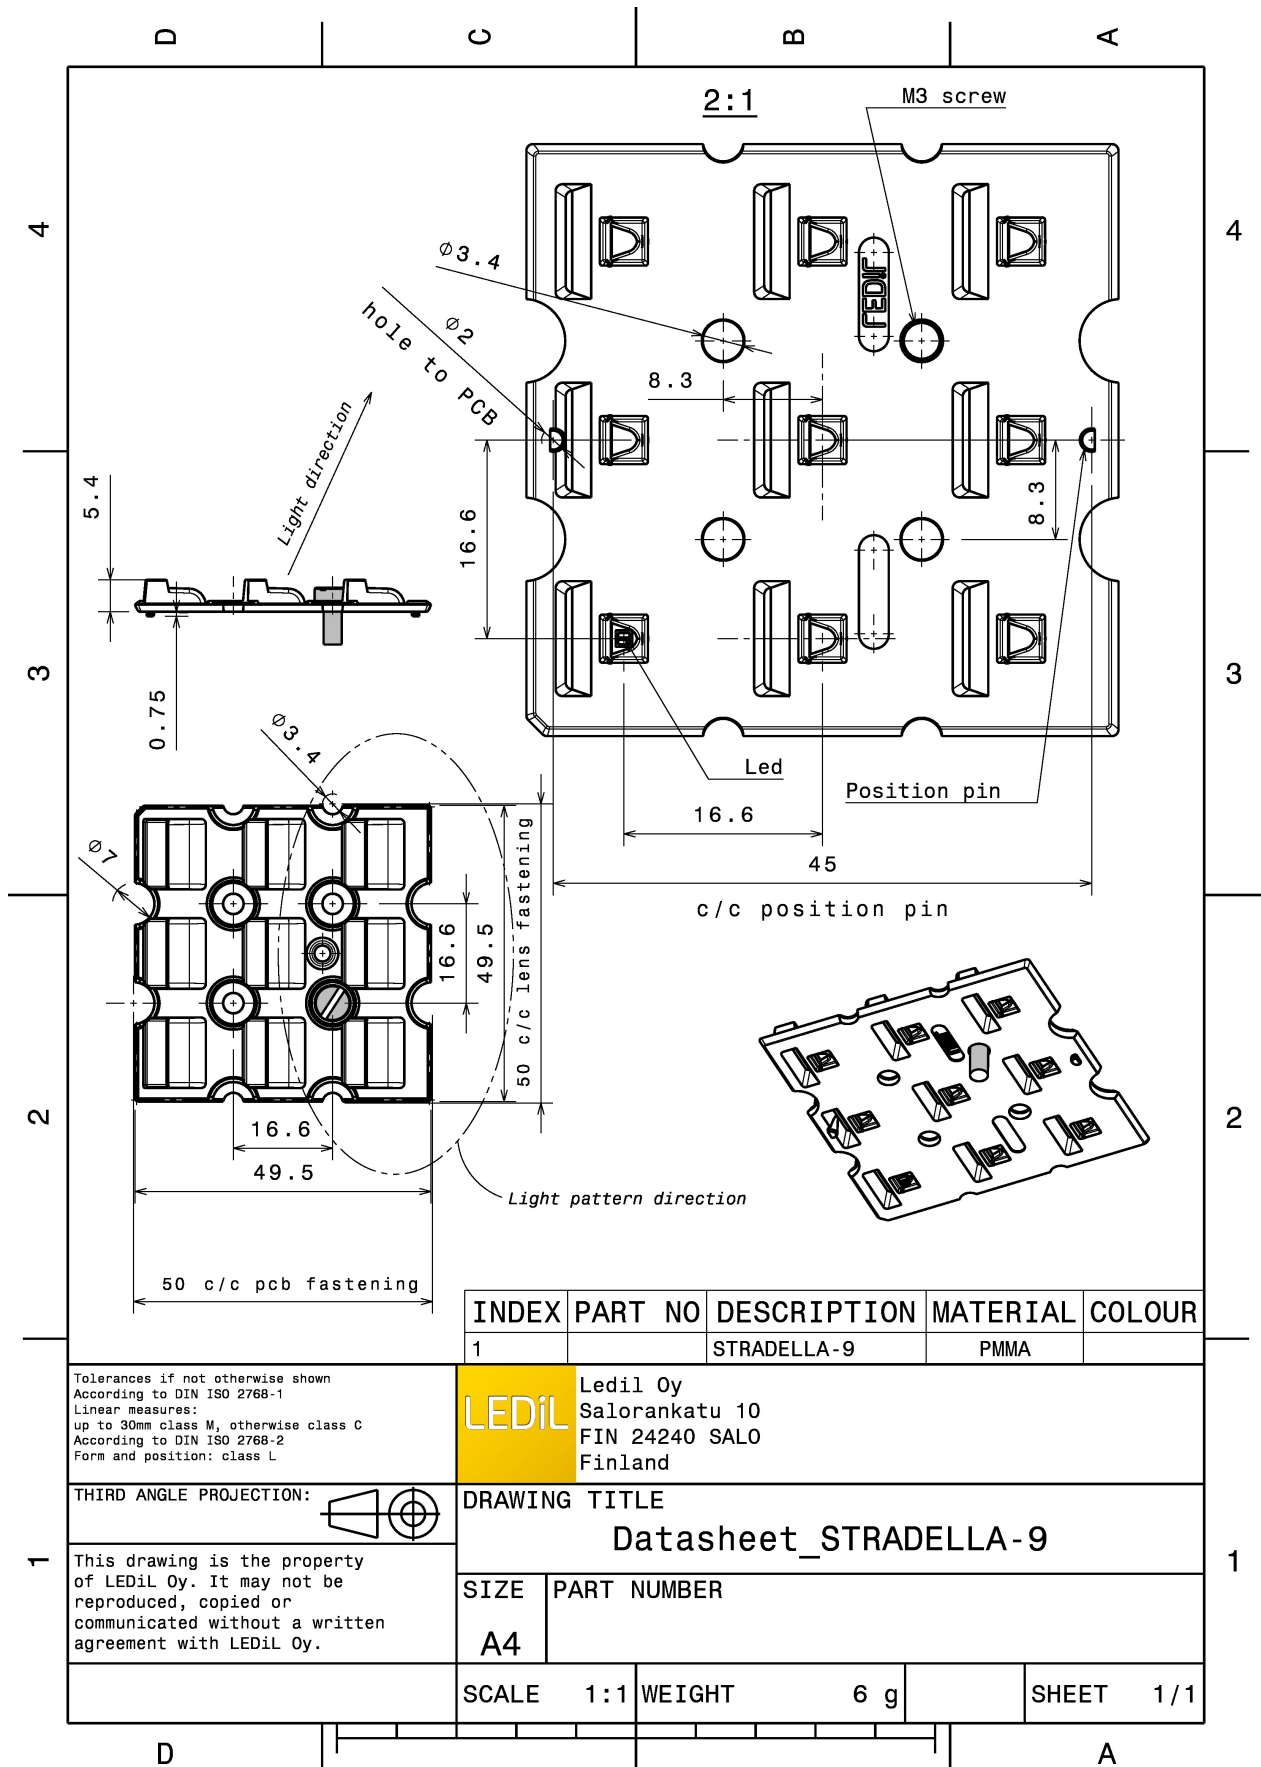 D
C
B
A
2:1
M3 screw
4
4
LEDiL
Ø3.4
Ø2
hole to PCB
8.3
Light direction
5.4
16.6
8.3
3
3
0.75
Ø3.4
Led
Position pin
16.6
45
c/c position pin
Ø7
16.6
49.5
50 c/c lens fastening
2
2
16.6
49.5
Light pattern direction
50 c/c pcb fastening
INDEX PART NO DESCRIPTION MATERIAL COLOUR
1 STRADELLA-9 PMMA
Tolerances if not otherwise shown
According to DIN ISO 2768-1
Linear measures:
up to 30mm class M, otherwise class C
According to DIN ISO 2768-2
Form and position: class L
LEDiL
Ledil Oy
Salorankatu 10
FIN 24240 SALO
Finland
THIRD ANGLE PROJECTION:
DRAWING TITLE
Datasheet_STRADELLA-9
1
1
This drawing is the property
of LEDiL Oy. It may not be
reproduced, copied or
communicated without a written
agreement with LEDiL Oy.
SIZE
A4
PART NUMBER
SCALE 1:1
WEIGHT 6 g
SHEET 1/1
D
A